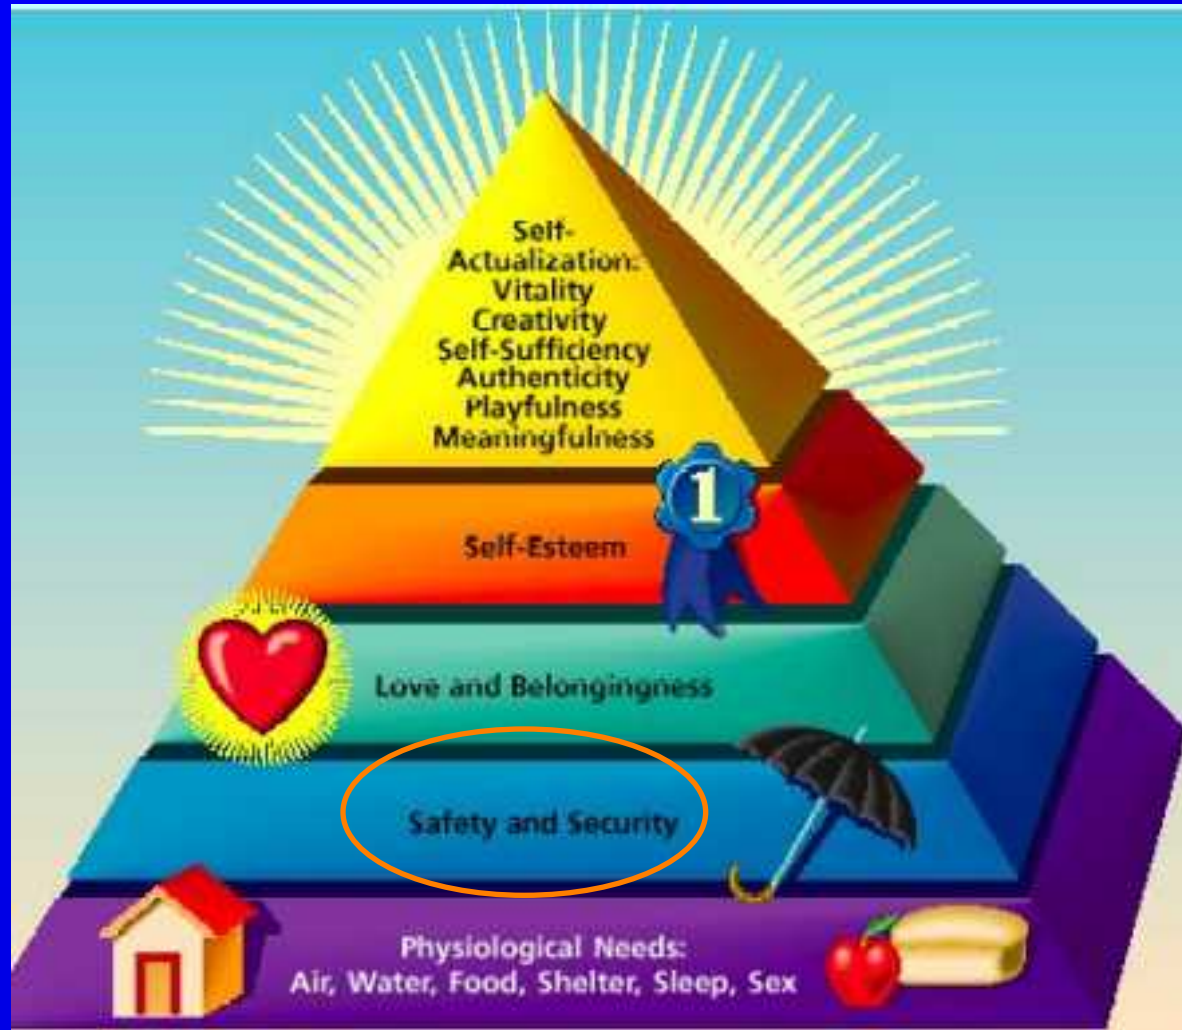 Self-
Actualization:
Vitality
Creativity
Self-Sufficiency
Authenticity
Playfulness
Meaningfulness
1
Self-Esteem
Love and Belongingness
Safety and Security
Physiological Needs:
Air, Water, Food, Shelter, Sleep, Sex